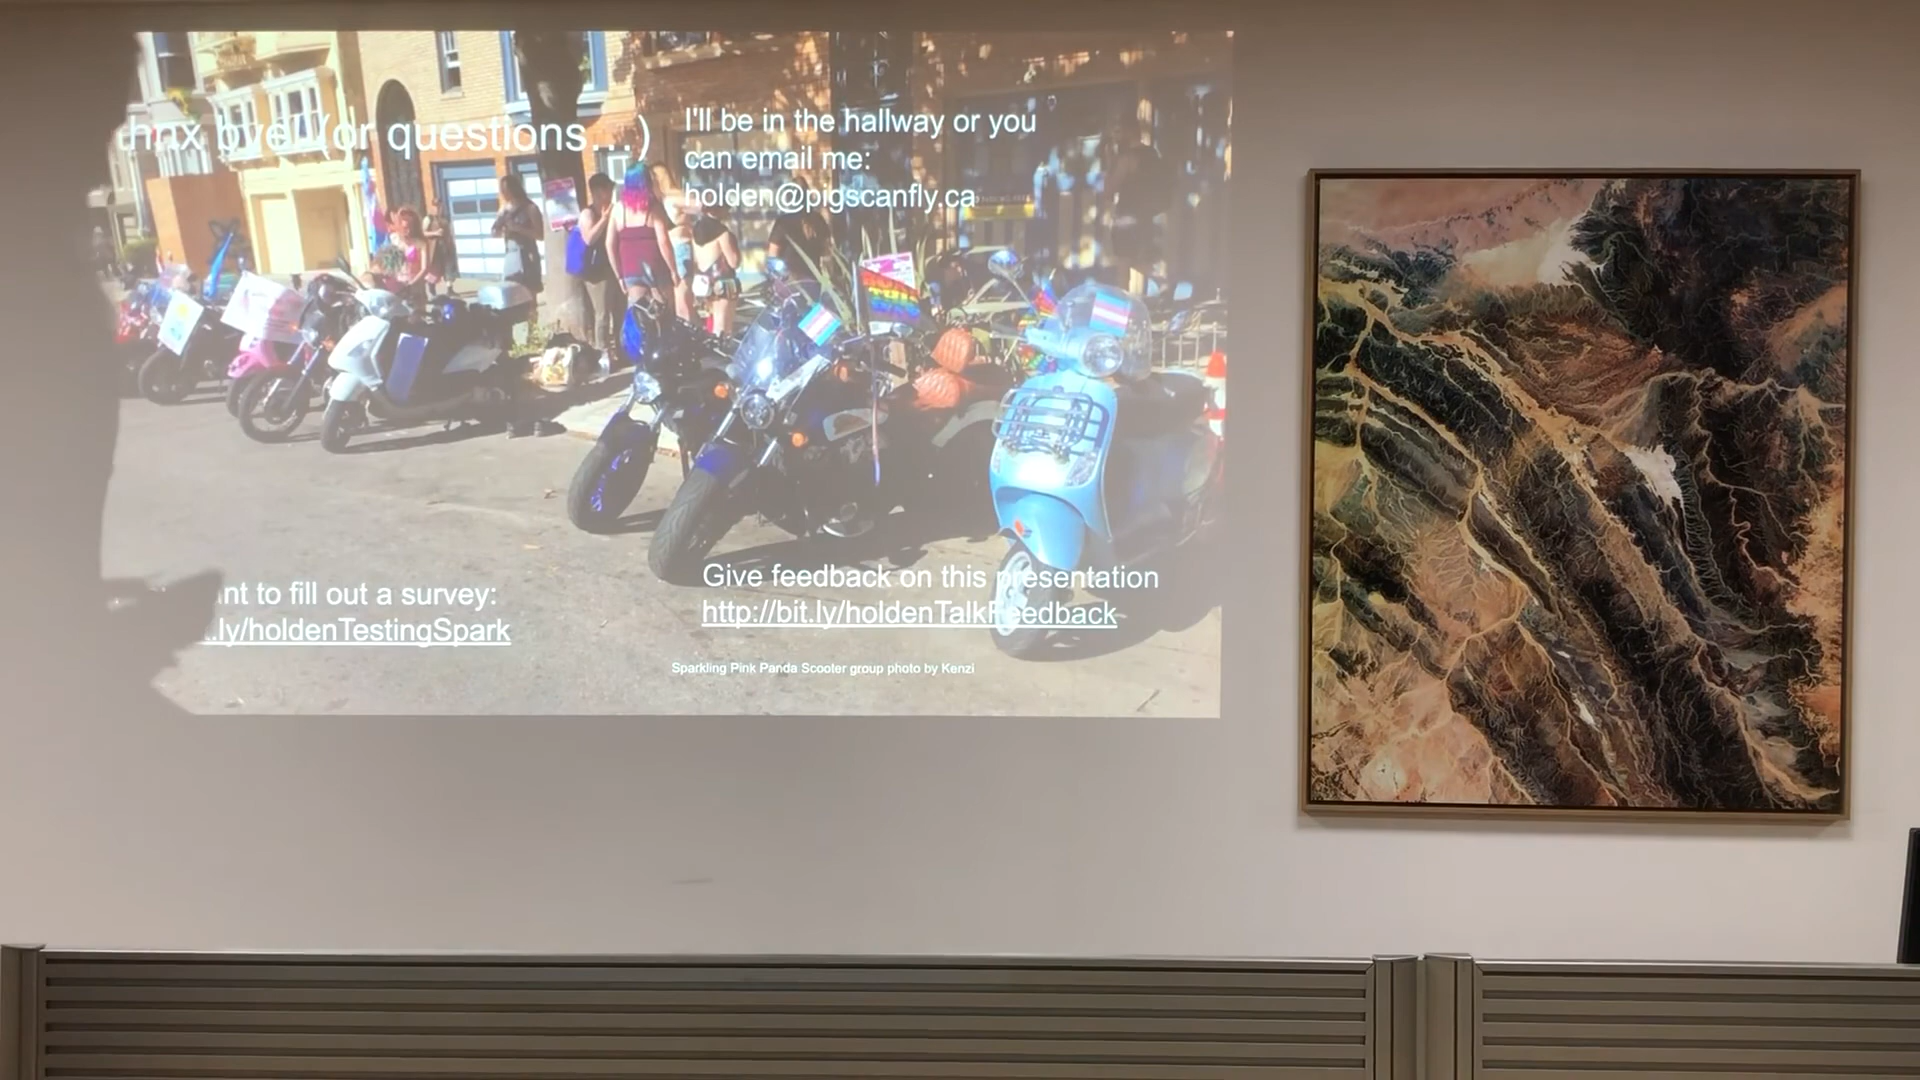 thnx bye! (or questions…)
I'll be in the hallway or you
can email me:
holden@pigscanfly.ca
nt to fill out a survey:
.ly/holdenTestingSpark
Give feedback on this presentation
http://bit.ly/holdenTalkFeedback
Sparkling Pink Panda Scooter group photo by Kenzi